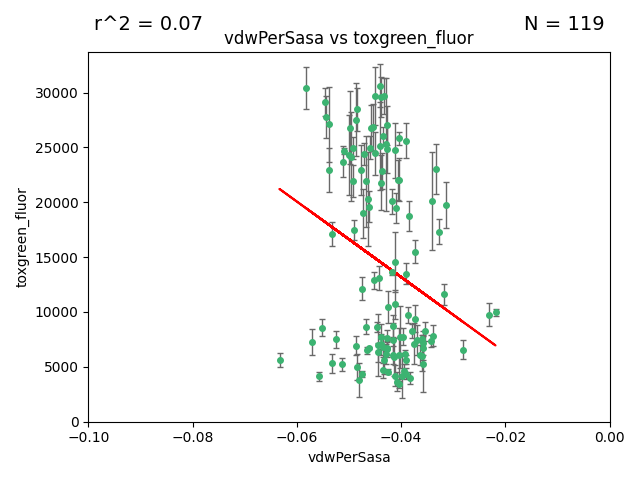 r^2 = 0.07
N = 119
vdwPerSasa vs toxgreen_fluor
toxgreen_fluor
30000
25000
20000
15000
10000
5000
0
−0.10
−0.08
−0.06
−0.04
−0.02
0.00
vdwPerSasa